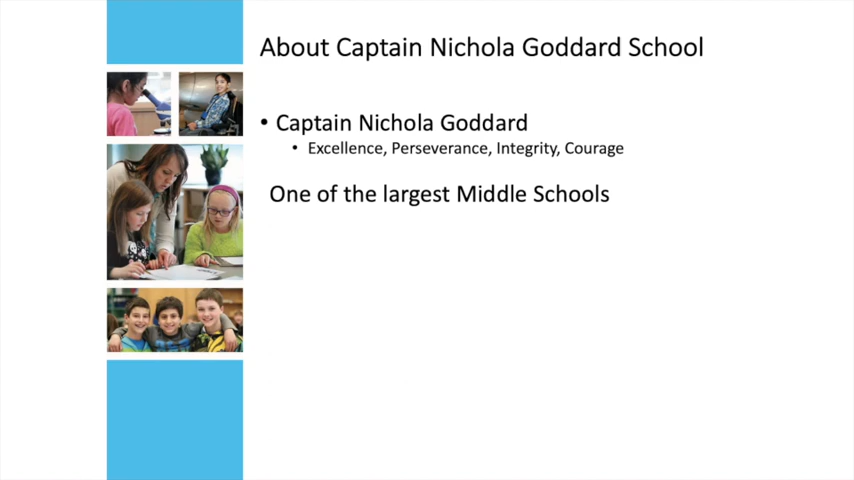 About Captain Nichola Goddard School
• Captain Nichola Goddard
• Excellence, Perseverance, Integrity, Courage
One of the largest Middle Schools